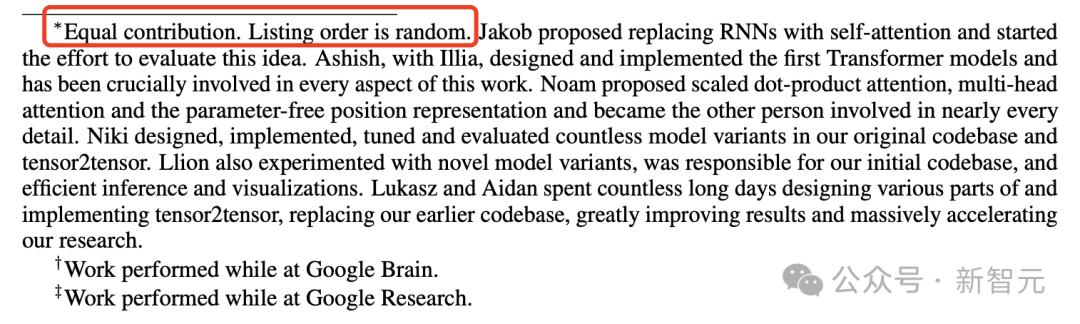 *Equal contribution. Listing order is random. Jakob proposed replacing RNNs with self-attention and started
the effort to evaluate this idea. Ashish, with Illia, designed and implemented the first Transformer models and
has been crucially involved in every aspect of this work. Noam proposed scaled dot-product attention, multi-head
attention and the parameter-free position representation and became the other person involved in nearly every
detail. Niki designed, implemented, tuned and evaluated countless model variants in our original codebase and
tensor2tensor. Llion also experimented with novel model variants, was responsible for our initial codebase, and
efficient inference and visualizations. Lukasz and Aidan spent countless long days designing various parts of and
implementing tensor2tensor, replacing our earlier codebase, greatly improving results and massively accelerating
our research.
†Work performed while at Google Brain.
‡Work performed while at Google Research.
公众号 · 新智元